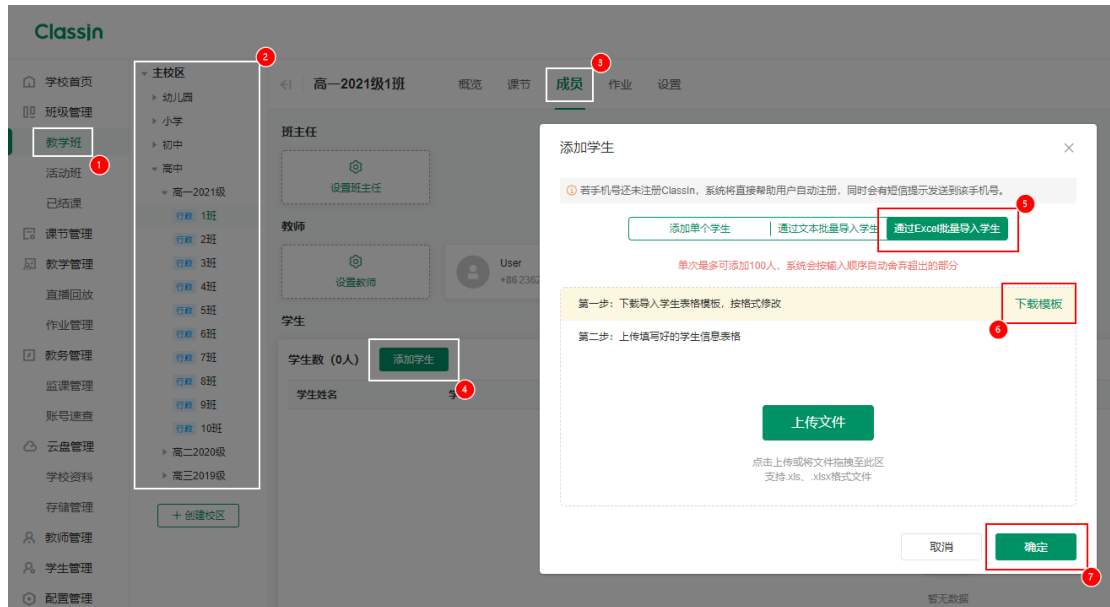 ClassIn
学校首页
班级管理
教学班
1
活动班
已结课
课节管理
教学管理
直播回放
作业管理
教务管理
监课管理
账号速查
云盘管理
学校资料
存储管理
教师管理
学生管理
配置管理
2
主校区
幼儿园
小学
初中
高中
高一2021级
行政 1班
行政 2班
行政 3班
行政 4班
行政 5班
行政 6班
行政 7班
行政 8班
行政 9班
行政 10班
高二2020级
高三2019级
+ 创建校区
高一2021级1班
概览
课节
3
成员
作业
设置
班主任
设置班主任
教师
设置教师
User
+86 2362
学生
学生数（0人）
添加学生
4
学生姓名
学
添加学生
若手机号还未注册ClassIn，系统将直接帮助用户自动注册，同时会有短信提示发送到该手机号。
5
添加单个学生
通过文本批量导入学生
通过Excel批量导入学生
单次最多可添加100人，系统会按输入顺序自动舍弃超出的部分
第一步：下载导入学生表格模板，按格式修改
下载模板
6
第二步：上传填写好的学生信息表格
上传文件
点击上传或将文件拖拽至此区
支持.xls、.xlsx格式文件
取消
确定
7
暂无数据